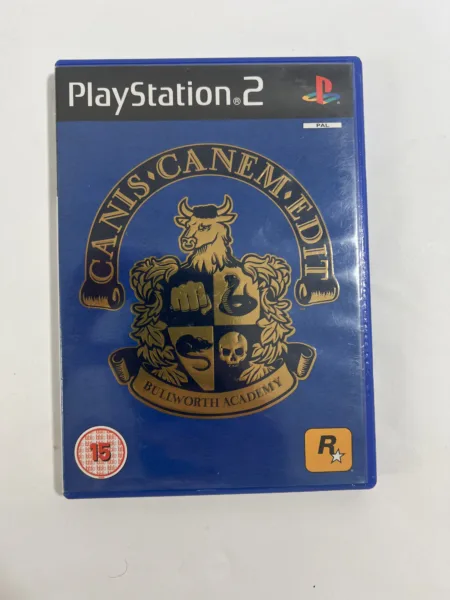 PlayStation®2
PAL
CANIS·CANEM·EDIT
BULLWORTH ACADEMY
15
R